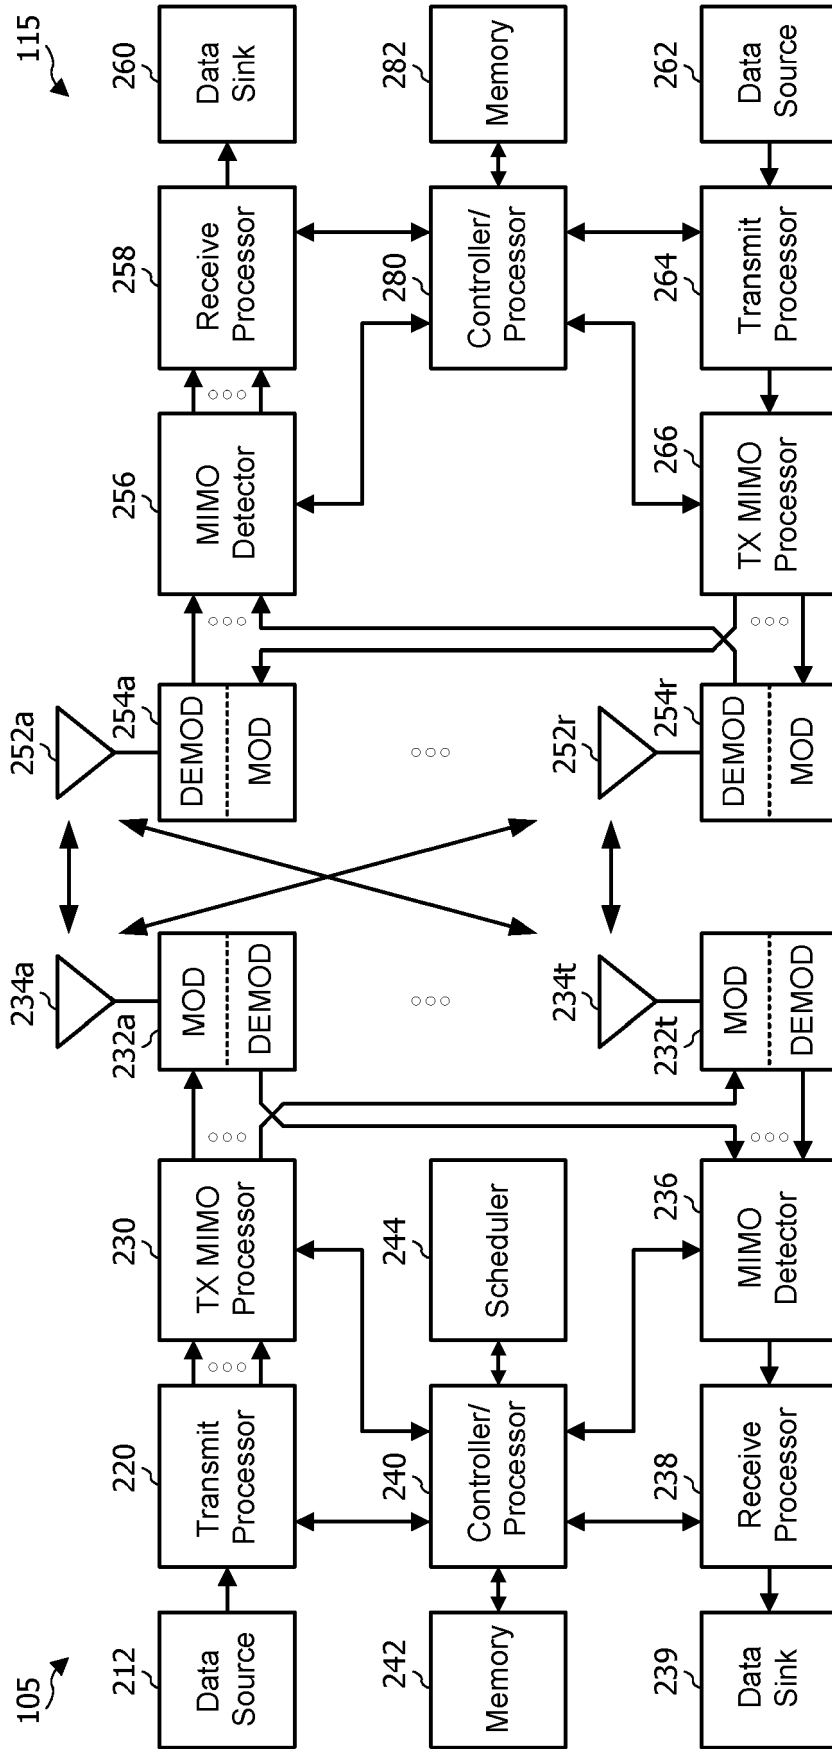 105
212
Data
Source
220
Transmit
Processor
230
TX MIMO
Processor
232a
MOD
DEMOD
234a
242
Memory
240
Controller/
Processor
244
Scheduler
239
Data
Sink
238
Receive
Processor
236
MIMO
Detector
232t
MOD
DEMOD
234t
115
252a
254a
DEMOD
MOD
256
MIMO
Detector
258
Receive
Processor
260
Data
Sink
280
Controller/
Processor
282
Memory
252r
254r
DEMOD
MOD
266
TX MIMO
Processor
264
Transmit
Processor
262
Data
Source